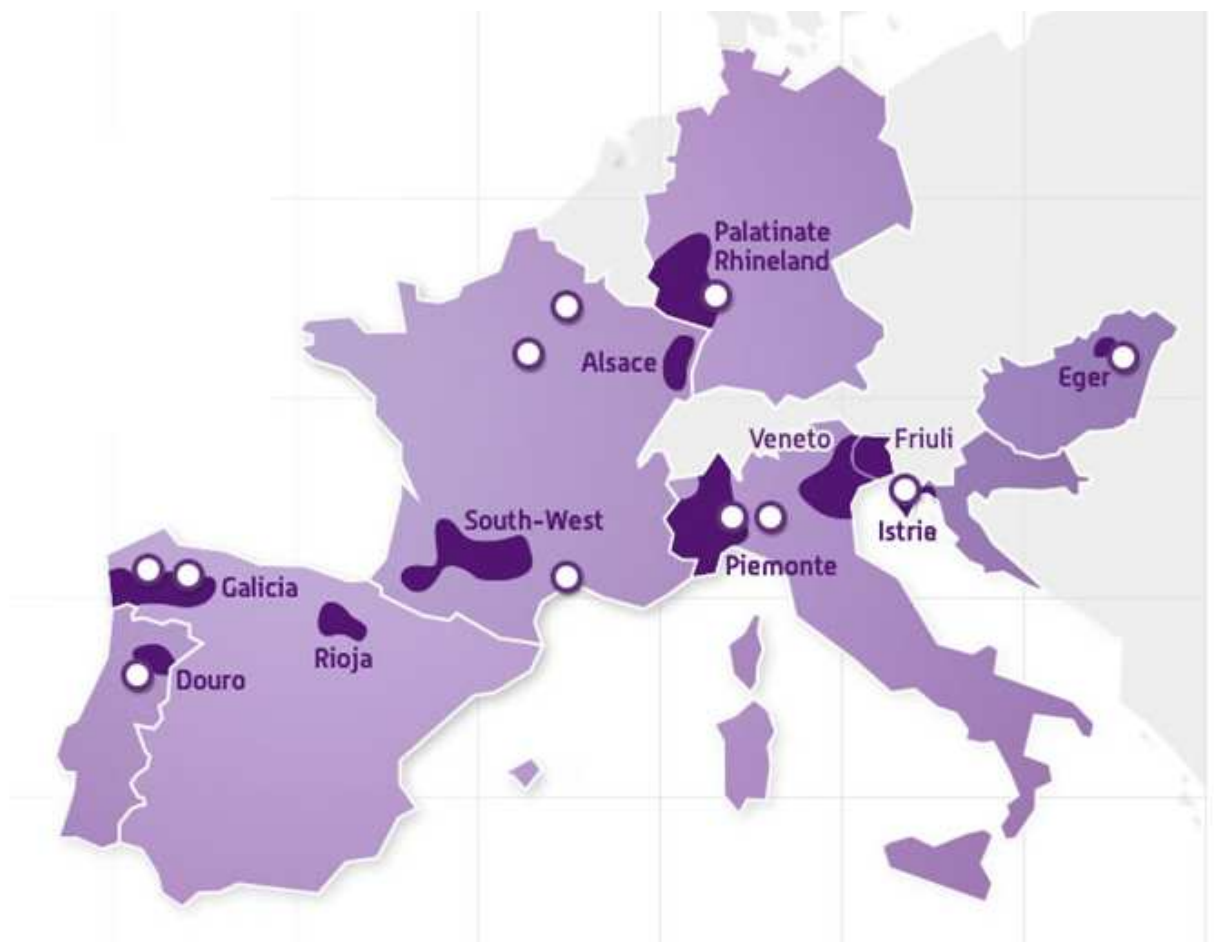 Palatinate
Rhineland
Alsace
Eger
Veneto
Friuli
South-West
Istrie
Piemonte
Galicia
Rioja
Douro